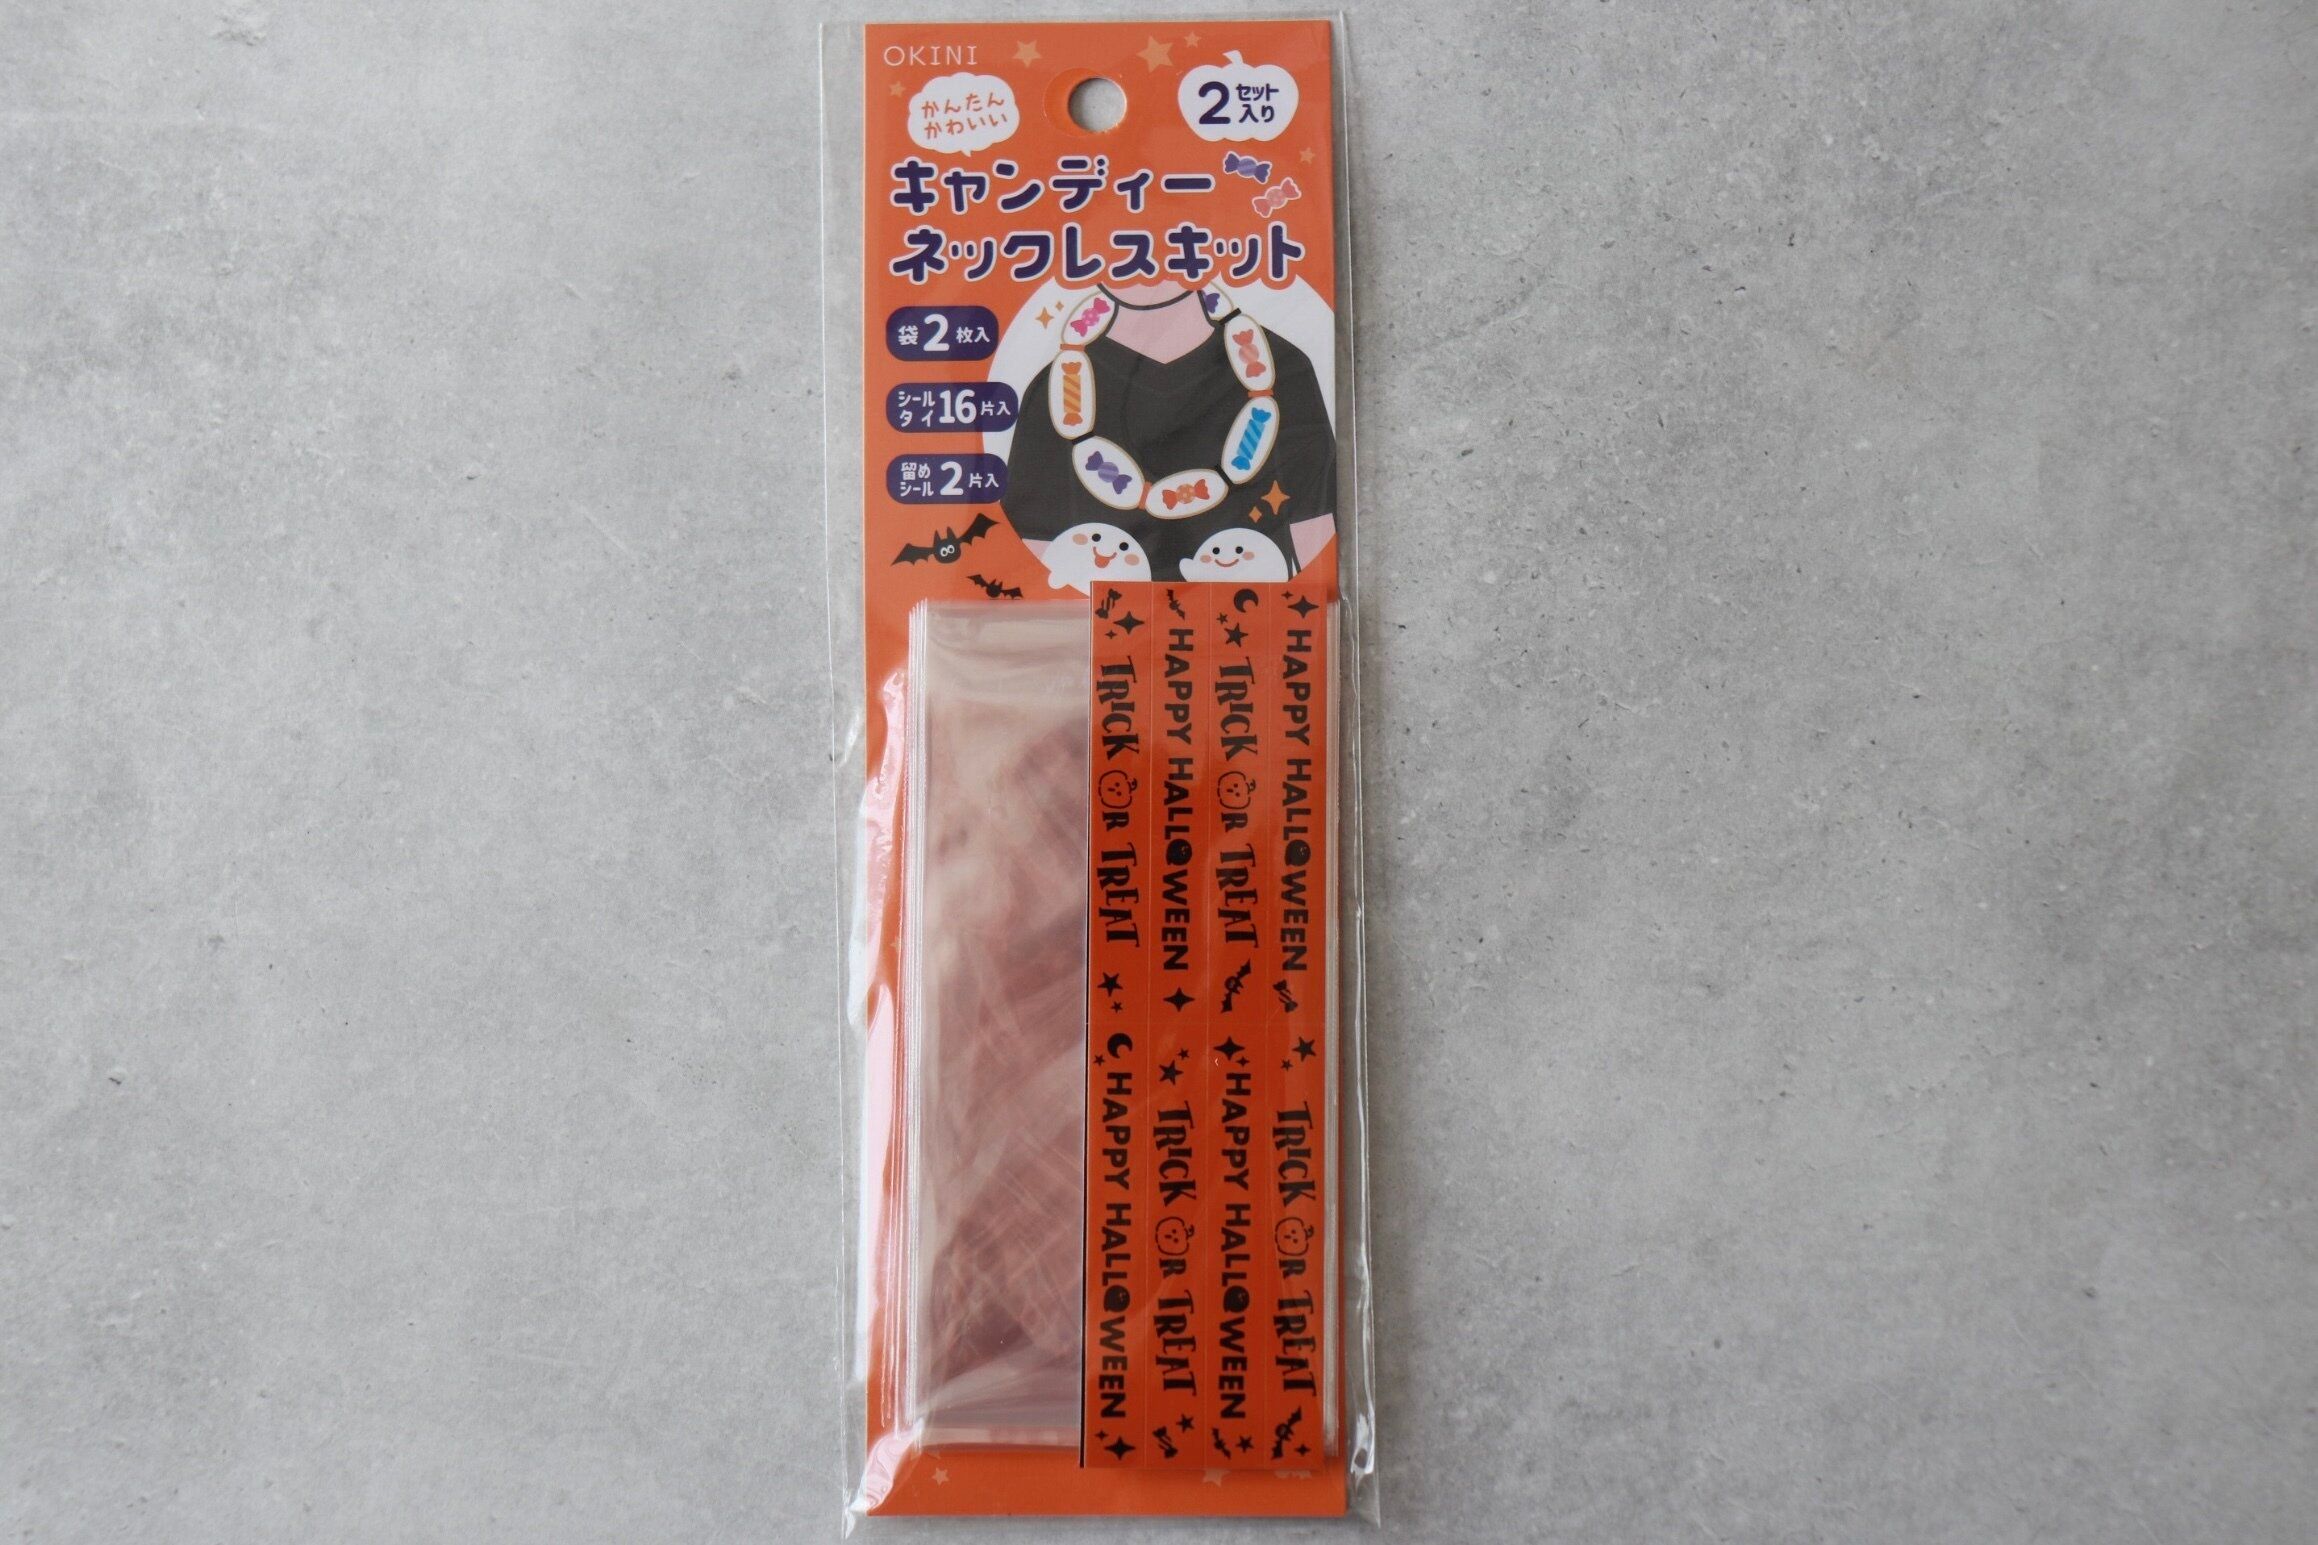 OKINI
かんたん
かわいい
2セット
入り
キャンディー
ネックレスキット
袋2枚入
シール
タイ16片入
留め
シール2片入
TRICK OR TREAT
HAPPY HALLOWEEN
TRICK OR TREAT
HAPPY HALLOWEEN
HAPPY HALLOWEEN
TRICK OR TREAT
HAPPY HALLOWEEN
TRICK OR TREAT